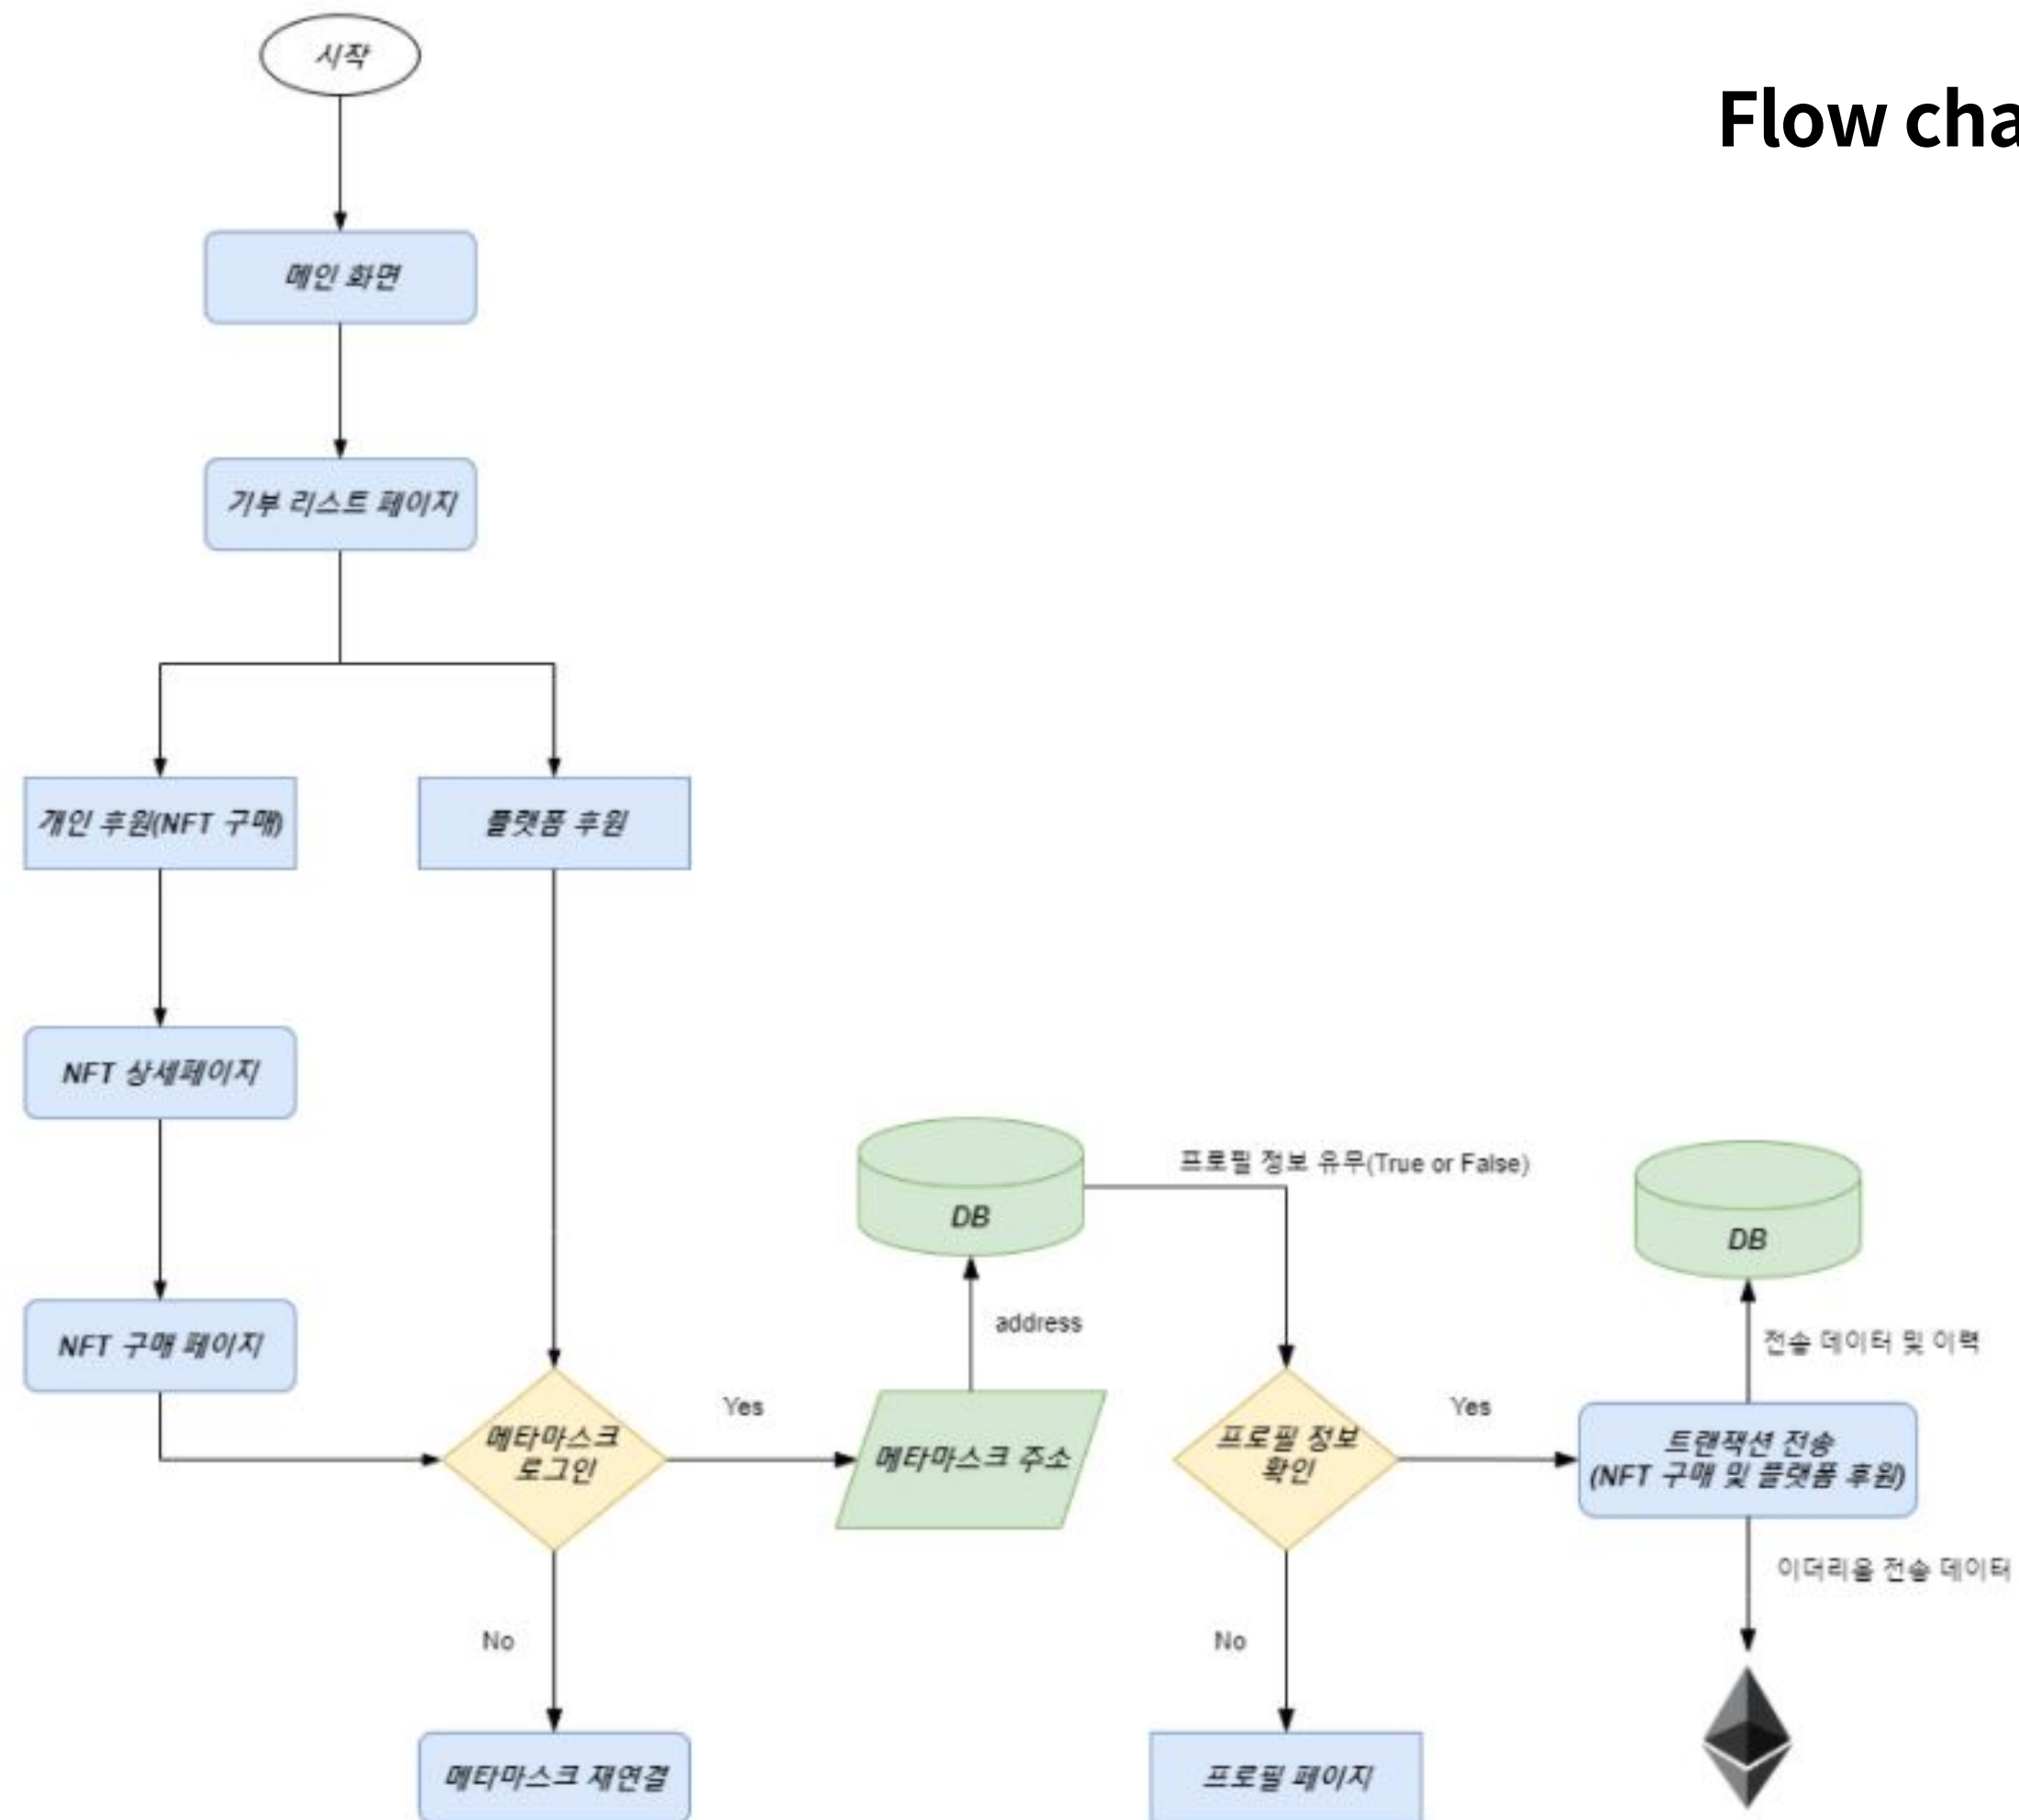 시작
Flow cha
메인 화면
기부 리스트 페이지
개인 후원(NFT 구매)
플랫폼 후원
NFT 상세페이지
프로필 정보 유무(True or False)
DB
DB
address
전송 데이터 및 이력
NFT 구매 페이지
Yes
Yes
메타마스크
로그인
메타마스크 주소
프로필 정보
확인
트랜잭션 전송
(NFT 구매 및 플랫폼 후원)
이더리움 전송 데이터
No
No
메타마스크 재연결
프로필 페이지